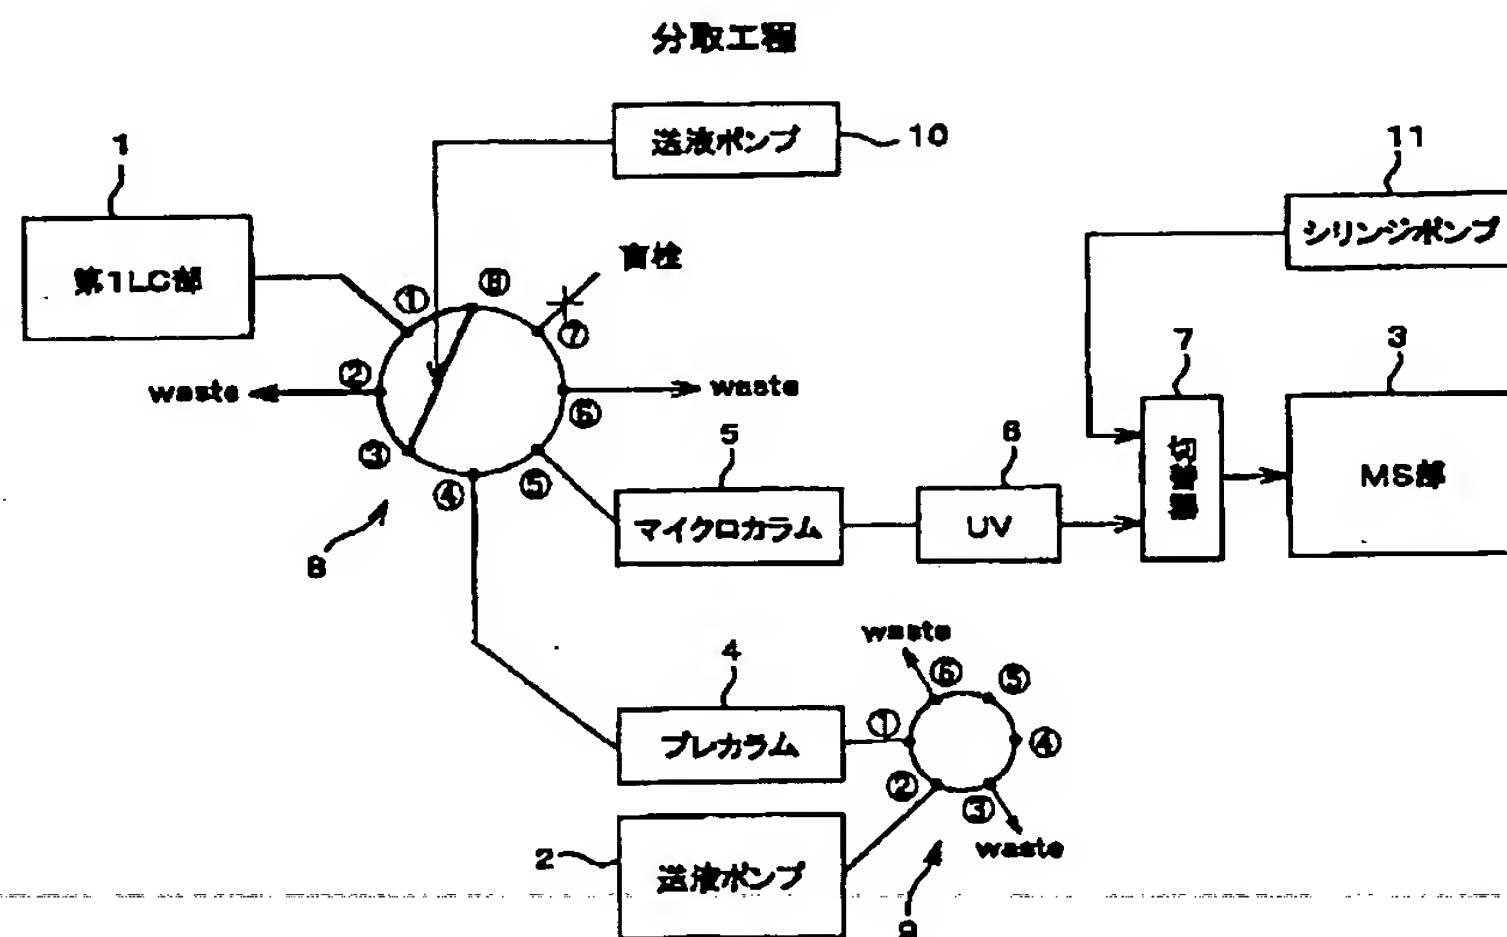 分取工程
送液ポンプ
10
1
11
シリンジポンプ
第1LC部
盲栓
①
⑧
⑦
②
waste
waste
⑥
③
④
⑤
8
5
マイクロカラム
6
UV
7
切替器
3
MS部
waste
4
プレカラム
⑥
⑤
①
④
②
③
waste
2
送液ポンプ
9